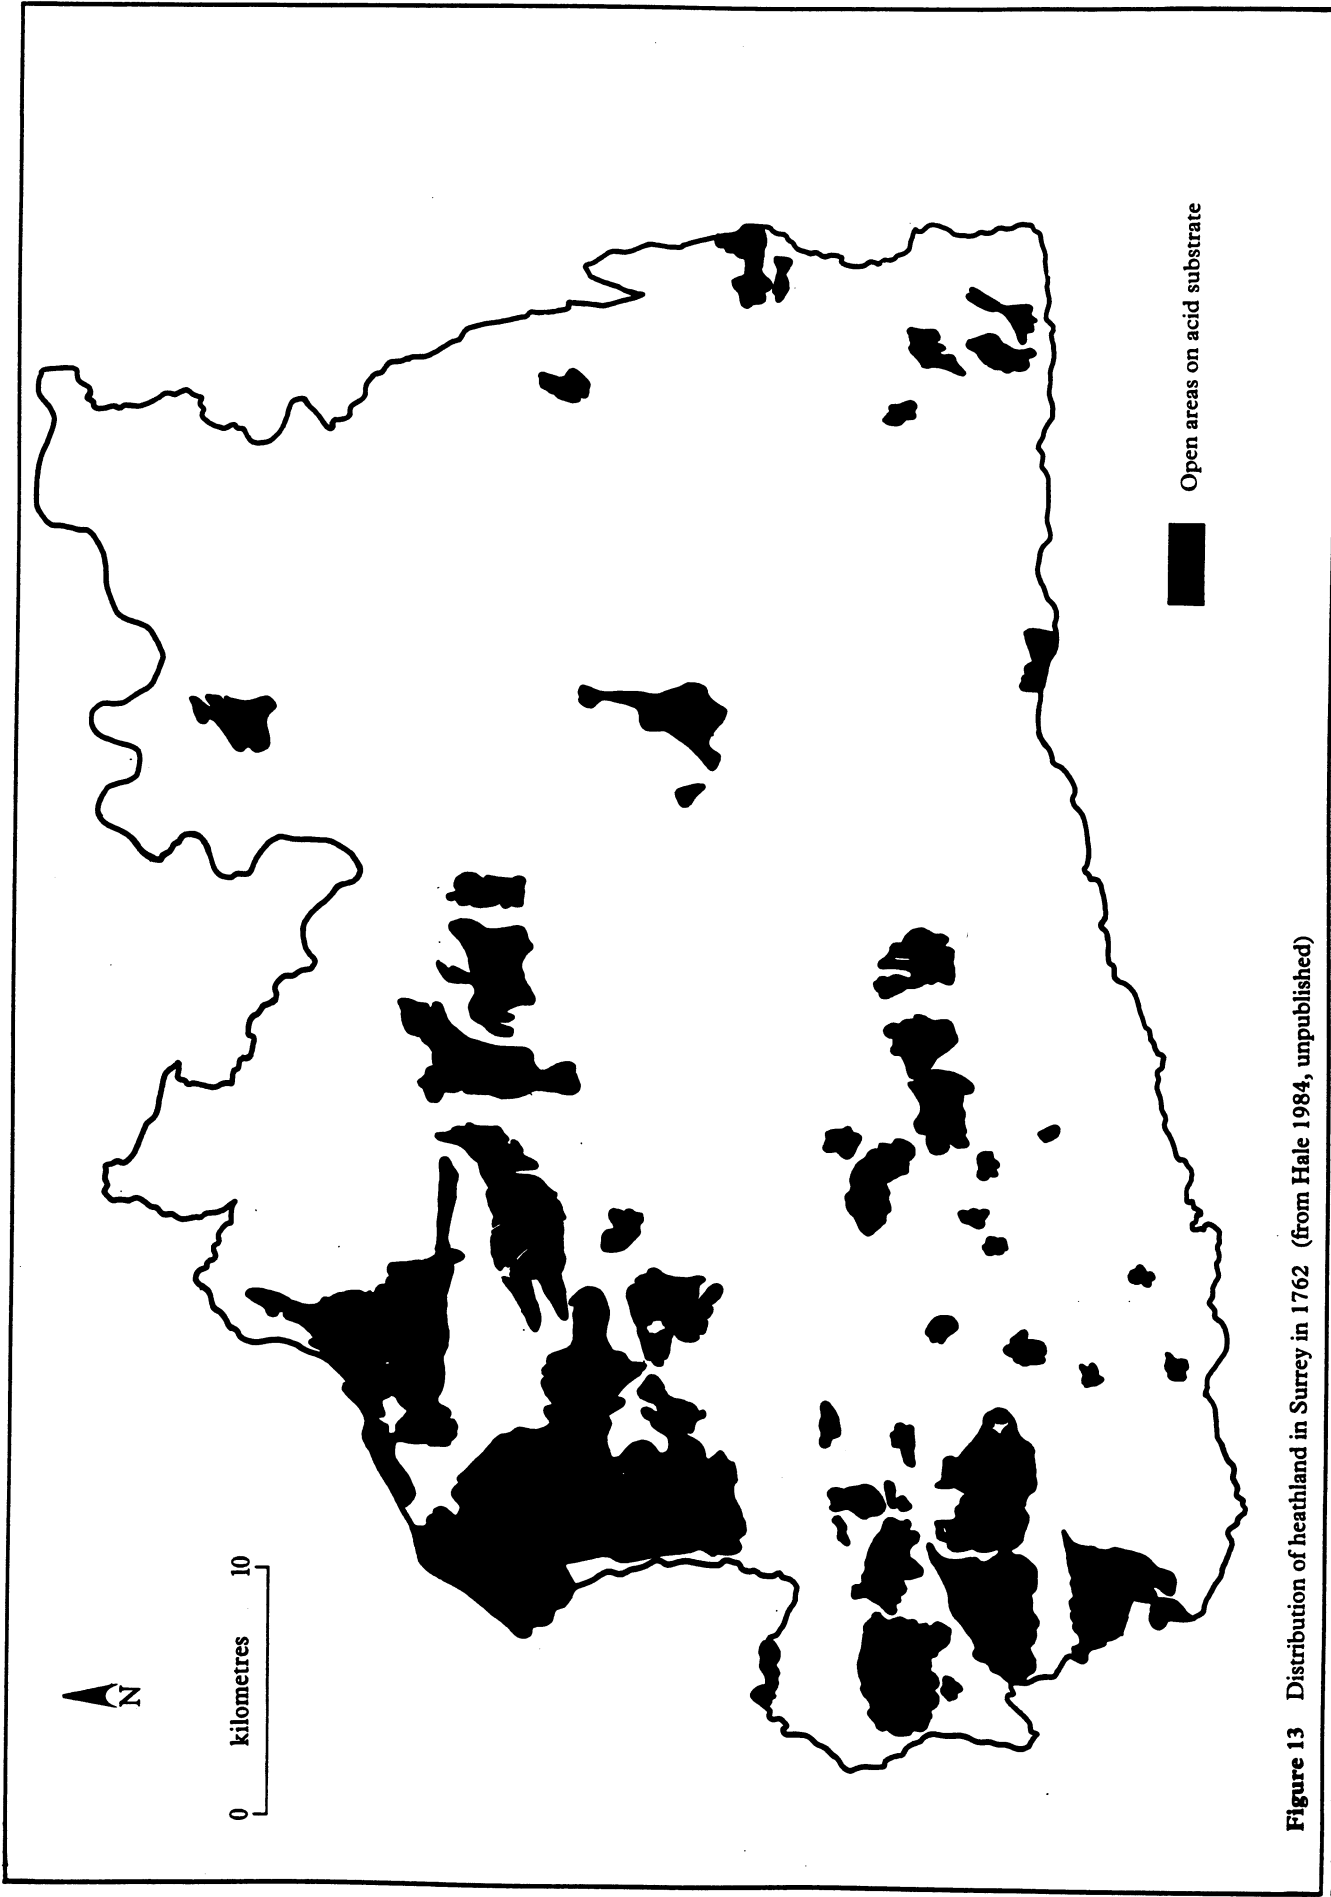 N
0 kilometres 10
Open areas on acid substrate
Figure 13 Distribution of heathland in Surrey in 1762 (from Hale 1984, unpublished)